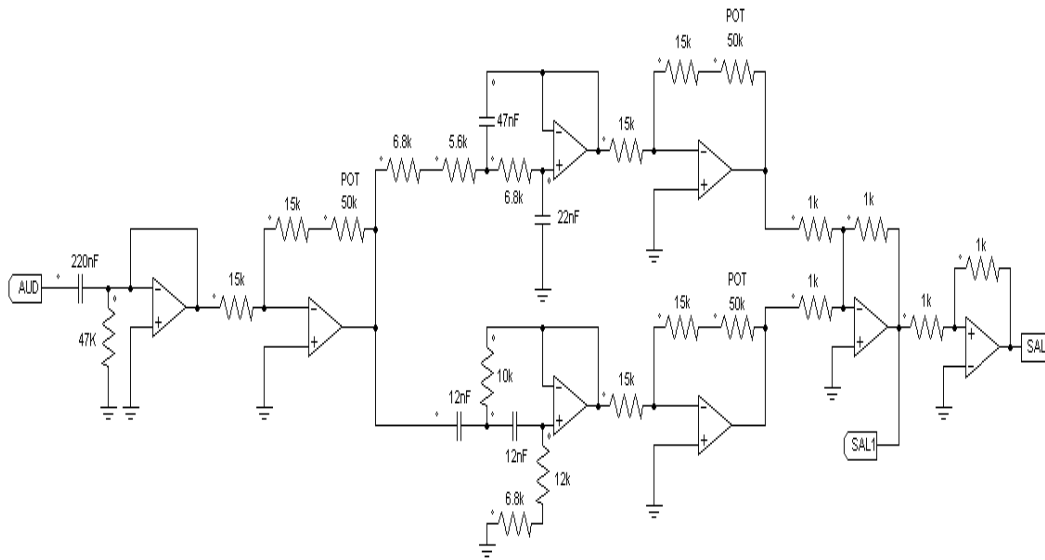 POT
15k
50k
47nF
6.8k
5.6k
15k
6.8k
POT
50k
15k
22nF
1k
1k
220nF
AUD
15k
47K
1k
POT
50k
15k
1k
1k
SAL
10k
15k
12nF
12nF
12k
6.8k
SAL1